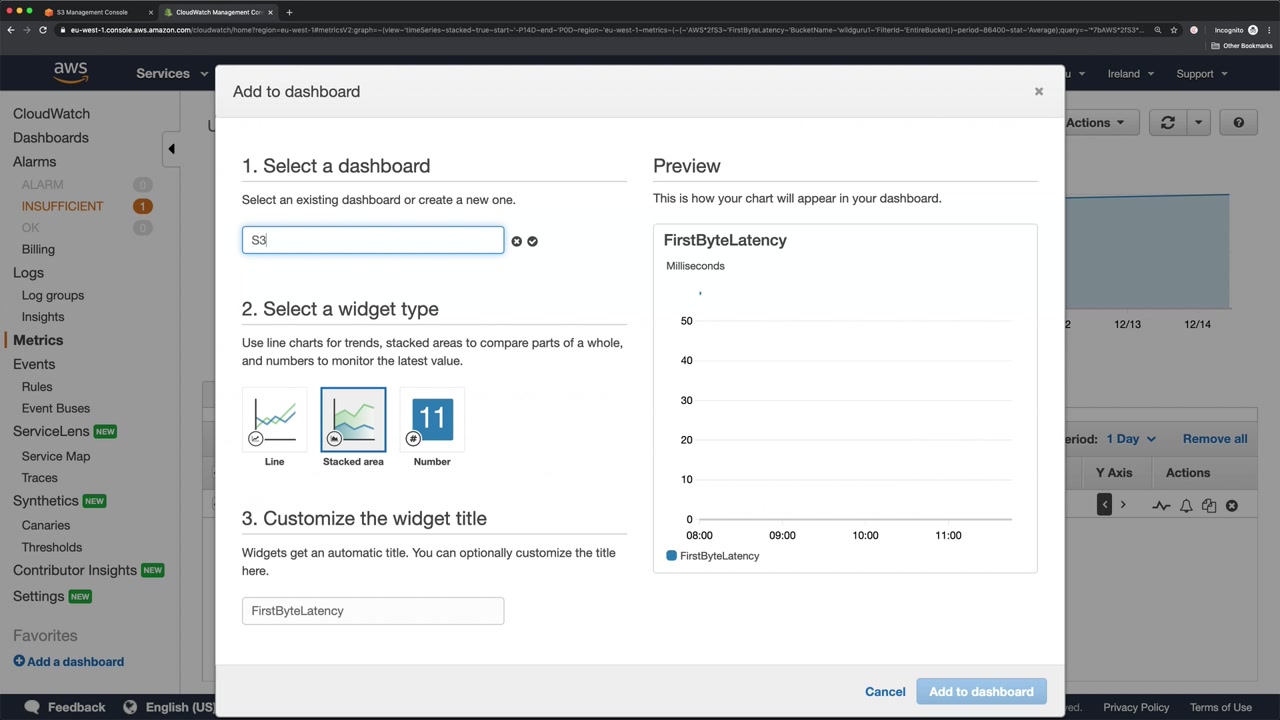 S3 Management Console
CloudWatch Management Con
eu-west-1.console.aws.amazon.com/cloudwatch/home?region=eu-west-1#metricsV2:graph=~(view~'timeSeries~stacked~true~start~'-P14D~end~'P0D~region~'eu-west-1~metrics~(~(~'AWS*2fS3~'FirstByteLatency~'BucketName~'wildguru1~'FilterId~'EntireBucket))~period~86400~stat~'Average);query=~'*7bAWS*2fS3*...
Incognito
Other Bookmarks
aws
Services
Ireland
Support
CloudWatch
Dashboards
Alarms
ALARM 0
INSUFFICIENT 1
OK 0
Billing
Logs
Log groups
Insights
Metrics
Events
Rules
Event Buses
ServiceLens NEW
Service Map
Traces
Synthetics NEW
Canaries
Thresholds
Contributor Insights NEW
Settings NEW
Favorites
Add a dashboard
Add to dashboard
1. Select a dashboard
Select an existing dashboard or create a new one.
S3
2. Select a widget type
Use line charts for trends, stacked areas to compare parts of a whole,
and numbers to monitor the latest value.
11
#
Line
Stacked area
Number
3. Customize the widget title
Widgets get an automatic title. You can optionally customize the title
here.
FirstByteLatency
Preview
This is how your chart will appear in your dashboard.
FirstByteLatency
Milliseconds
50
40
30
20
10
0
08:00
09:00
10:00
11:00
FirstByteLatency
Cancel
Add to dashboard
Actions
?
12/13
12/14
1 Day
Remove all
Y Axis
Actions
Feedback
English (US
Privacy Policy
Terms of Use